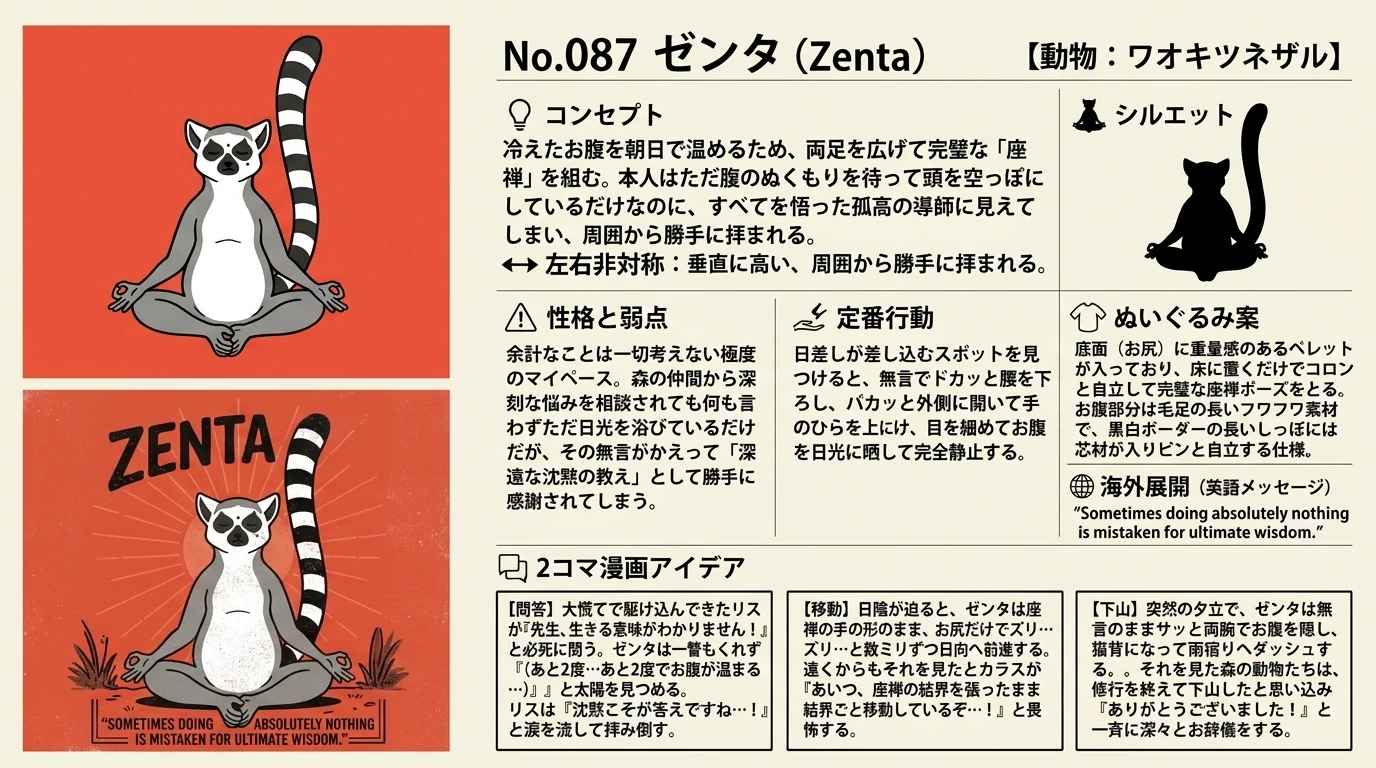 No.087 ゼンタ（Zenta）
【動物：ワオキツネザル】
コンセプト
冷えたお腹を朝日で温めるため、両足を広げて完璧な「座
禅」を組む。本人はただ腹のぬくもりを待って頭を空っぽに
しているだけなのに、すべてを悟った孤高の導師に見えて
しまい、周囲から勝手に拝まれる。
左右非対称：垂直に高い、周囲から勝手に拝まれる。
シルエット
性格と弱点
余計なことは一切考えない極度
のマイペース。森の仲間から深
刻な悩みを相談されても何も言
わずただ日光を浴びているだけ
だが、その無言がかえって「深
遠な沈黙の教え」として勝手に
感謝されてしまう。
定番行動
日差しが差し込むスポットを見
つけると、無言でドカッと腰を下
ろし、パカッと外側に開いて手
のひらを上にけ、目を細めてお腹
を日光に晒して完全静止する。
ぬいぐるみ案
底面（お尻）に重量感のあるペレット
が入っており、床に置くだけでコロン
と自立して完璧な座禅ポーズをとる。
お腹部分は毛足の長いフワフワ素材
で、黒白ボーダーの長いしっぽには
芯材が入りピンと自立する仕様。
海外展開（英語メッセージ）
"Sometimes doing absolutely nothing
is mistaken for ultimate wisdom."
2コマ漫画アイデア
【問答】大慌てで駆け込んできたリス
が『先生、生きる意味がわかりません！』
と必死に問う。ゼンタは一瞥もくれず
『（あと2度…あと2度でお腹が温まる
…）』』と太陽を見つめる。
リスは『沈黙こそが答えですね…！』
と涙を流して拝み倒す。
【移動】日陰が迫ると、ゼンタは座
禅の手の形のまま、お尻だけでズリ…
ズリ…と数ミリずつ日向へ前進する。
遠くからもそれを見たとカラスが
『あいつ、座禅の結界を張ったまま
結界ごと移動しているぞ…！』と畏
怖する。
【下山】突然の夕立で、ゼンタは無
言のままサッと両腕でお腹を隠し、
猫背になって雨宿りへダッシュす
る。。それを見た森の動物たちは、
修行を終えて下山したと思い込み
『ありがとうございました！』と
一斉に深々とお辞儀をする。
ZENTA
"SOMETIMES DOING ABSOLUTELY NOTHING
IS MISTAKEN FOR ULTIMATE WISDOM."